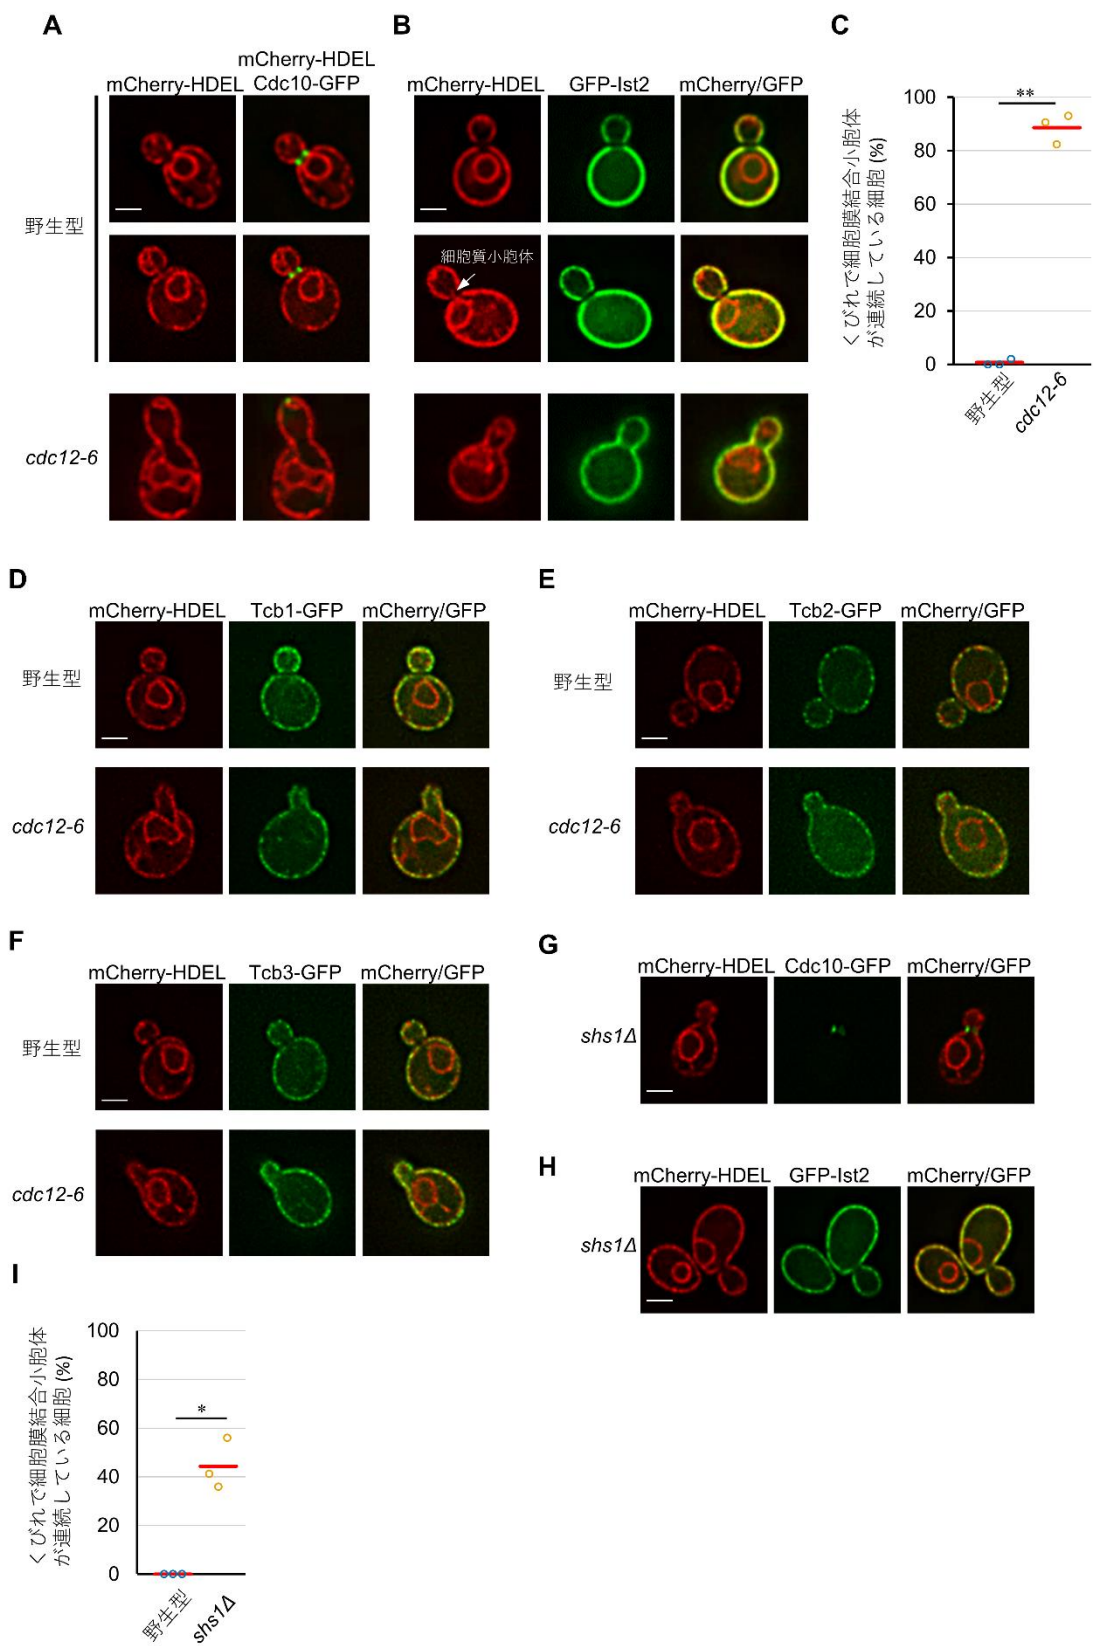 A
B
C
mCherry-HDEL
mCherry-HDEL
Cdc10-GFP
mCherry-HDEL
GFP-Ist2
mCherry/GFP
野生型
細胞質小胞体
cdc12-6
くびれで細胞膜結合小胞体
が連続している細胞 (%)
100
80
60
40
20
0
**
野生型
cdc12-6
D
mCherry-HDEL
Tcb1-GFP
mCherry/GFP
野生型
cdc12-6
E
mCherry-HDEL
Tcb2-GFP
mCherry/GFP
野生型
cdc12-6
F
mCherry-HDEL
Tcb3-GFP
mCherry/GFP
野生型
cdc12-6
G
mCherry-HDEL
Cdc10-GFP
mCherry/GFP
shs1Δ
H
mCherry-HDEL
GFP-Ist2
mCherry/GFP
shs1Δ
I
くびれで細胞膜結合小胞体
が連続している細胞 (%)
100
80
60
40
20
0
*
野生型
shs1Δ